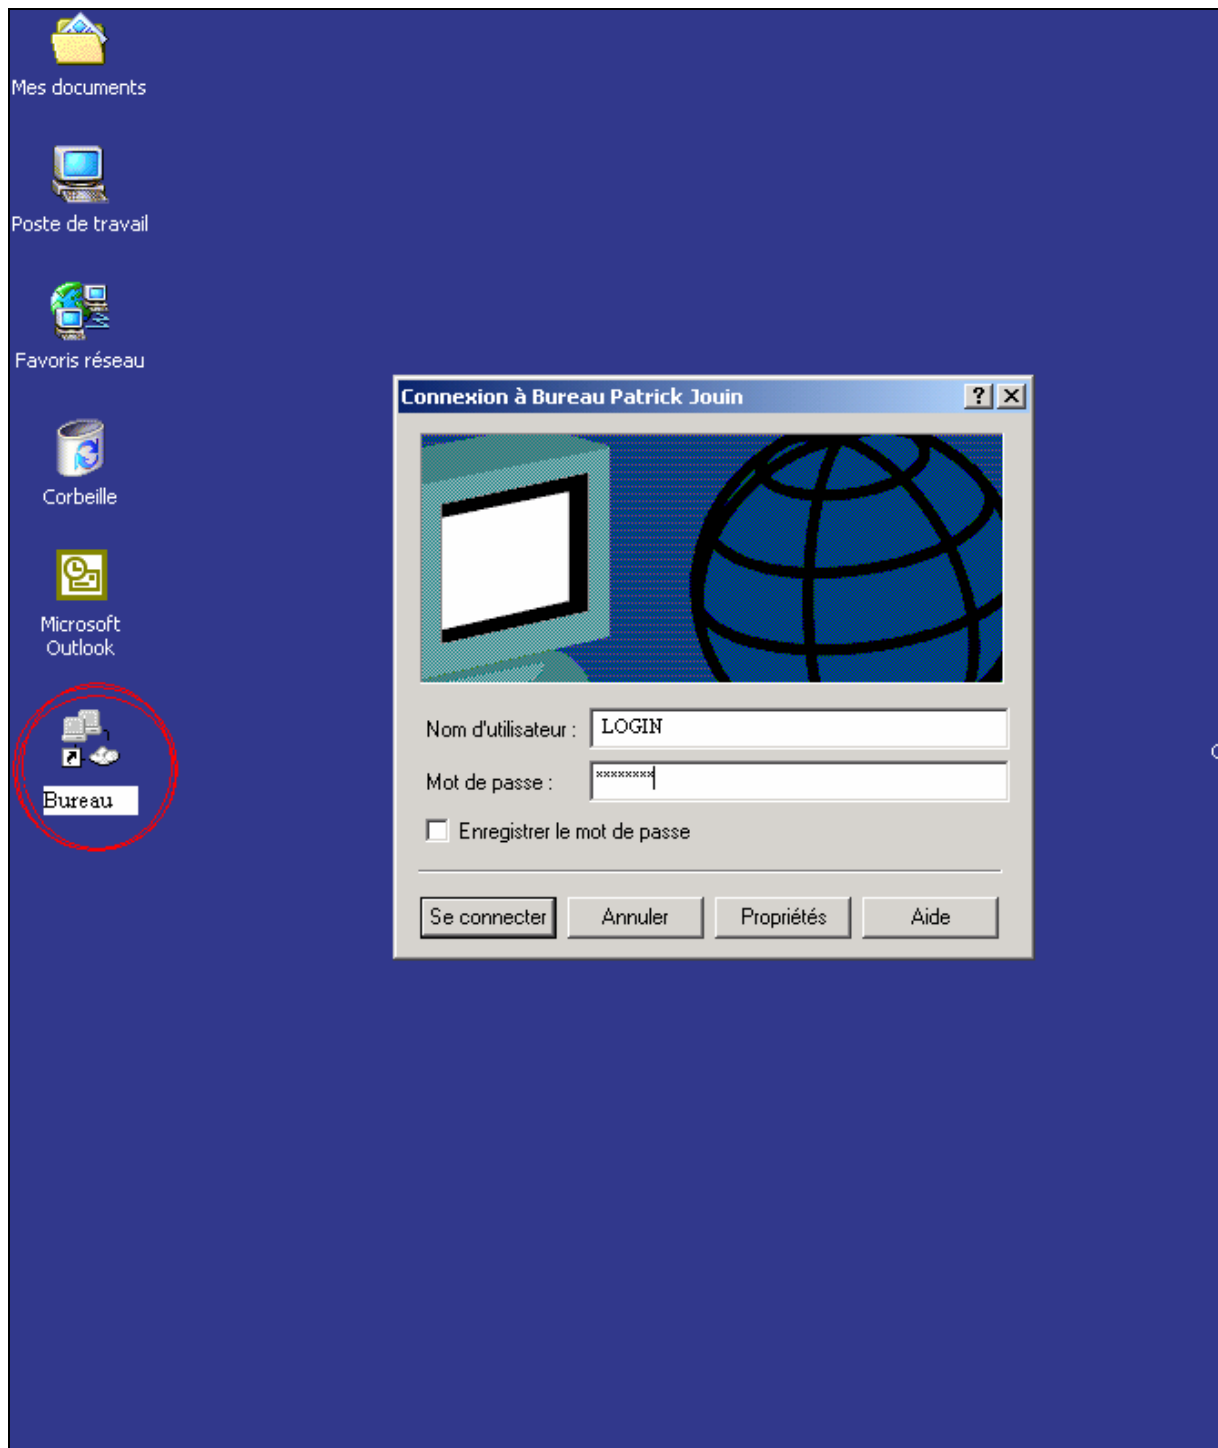 Mes documents
Poste de travail
Favoris réseau
Corbeille
Microsoft
Outlook
Bureau
Connexion à Bureau Patrick Jouin
Nom d'utilisateur :
LOGIN
Mot de passe :
********
Enregistrer le mot de passe
Se connecter
Annuler
Propriétés
Aide